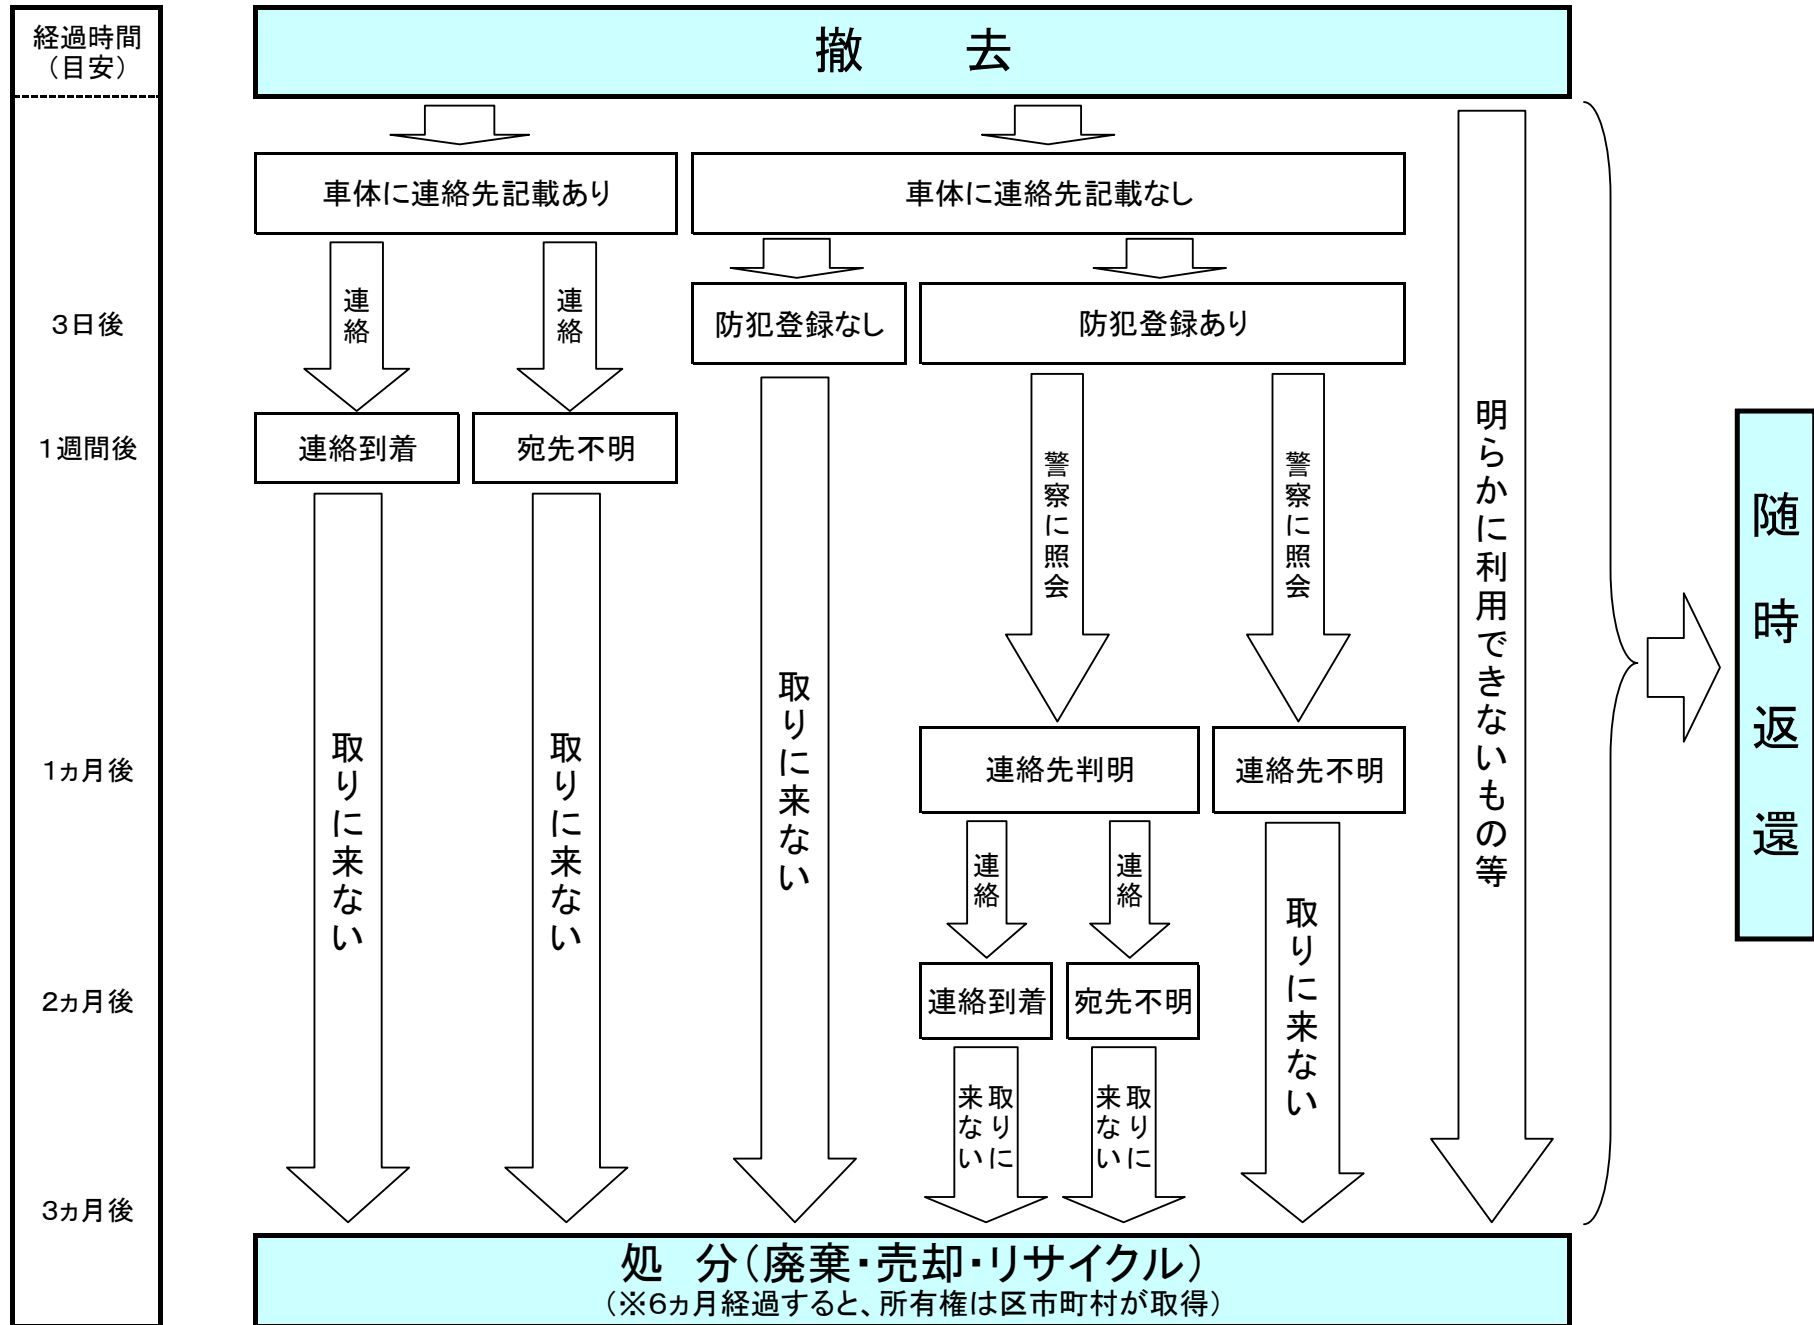 経過時間
（目安）
撤　去
車体に連絡先記載あり
車体に連絡先記載なし
連絡
連絡
防犯登録なし
防犯登録あり
3日後
1週間後
連絡到着
宛先不明
警察に照会
警察に照会
明らかに利用できないもの等
随時返還
取りに来ない
取りに来ない
取りに来ない
1ヵ月後
連絡先判明
連絡先不明
連絡
連絡
取りに来ない
2ヵ月後
連絡到着
宛先不明
取りに
来ない
取りに
来ない
3ヵ月後
処　分（廃棄・売却・リサイクル）
（※6ヵ月経過すると、所有権は区市町村が取得）